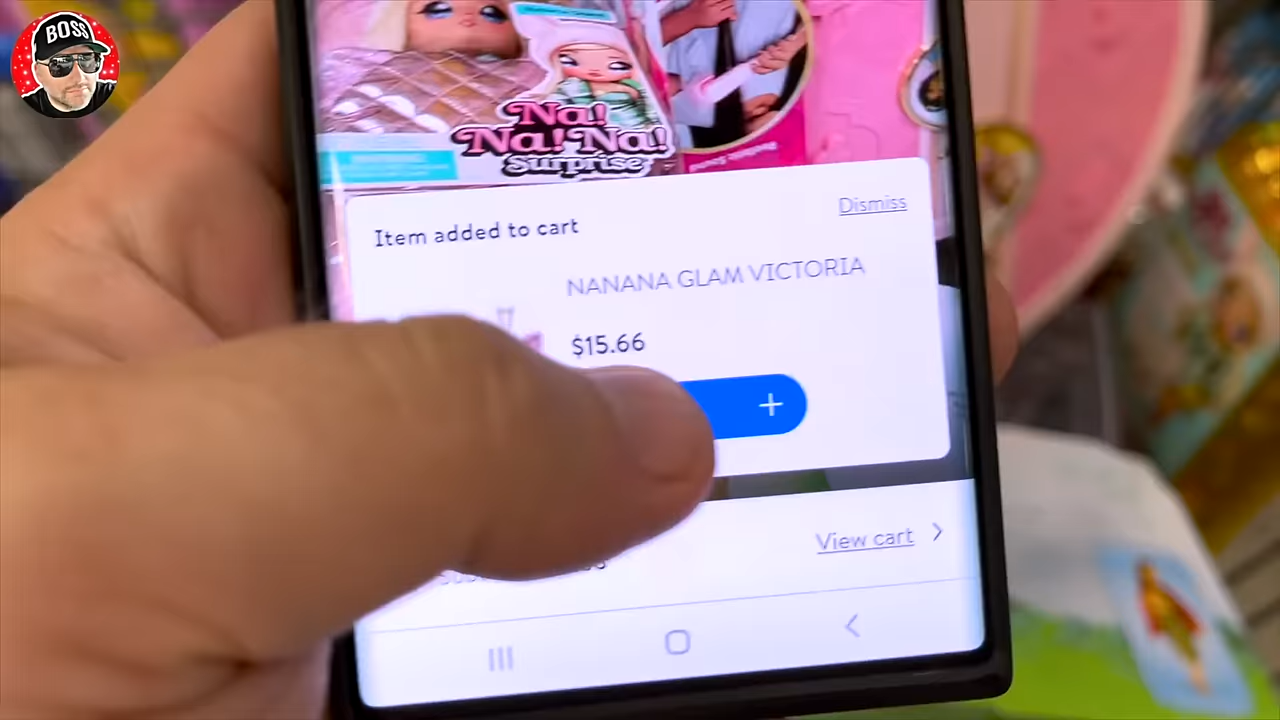 BOSS
Na!
Na! Na!
Surprise
Dismiss
Item added to cart
NANANA GLAM VICTORIA
$15.66
+
View cart >